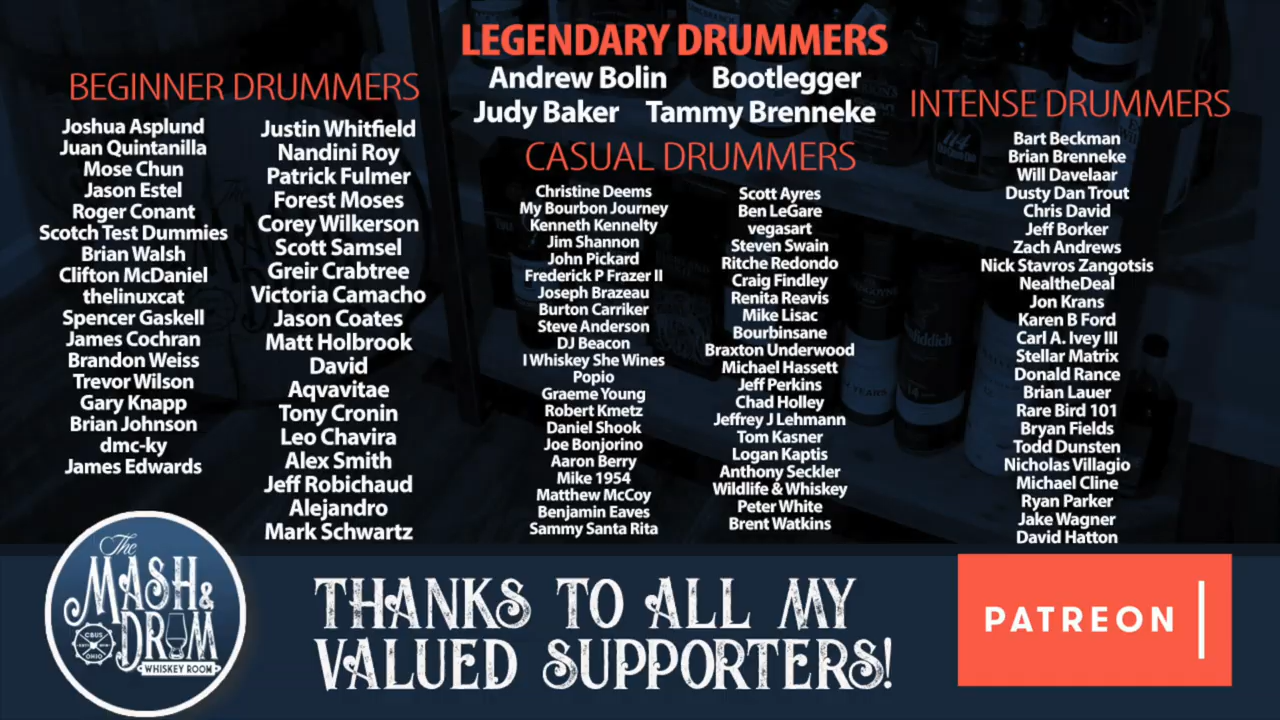 LEGENDARY DRUMMERS
Andrew Bolin
Bootlegger
Judy Baker
Tammy Brenneke
BEGINNER DRUMMERS
Joshua Asplund
Juan Quintanilla
Mose Chun
Jason Estel
Roger Conant
Scotch Test Dummies
Brian Walsh
Clifton McDaniel
thelinuxcat
Spencer Gaskell
James Cochran
Brandon Weiss
Trevor Wilson
Gary Knapp
Brian Johnson
dmc-ky
James Edwards
Justin Whitfield
Nandini Roy
Patrick Fulmer
Forest Moses
Corey Wilkerson
Scott Samsel
Greir Crabtree
Victoria Camacho
Jason Coates
Matt Holbrook
David
Aqvavitae
Tony Cronin
Leo Chavira
Alex Smith
Jeff Robichaud
Alejandro
Mark Schwartz
CASUAL DRUMMERS
Christine Deems
My Bourbon Journey
Kenneth Kennelty
Jim Shannon
John Pickard
Frederick P Frazer II
Joseph Brazeau
Burton Carriker
Steve Anderson
DJ Beacon
I Whiskey She Wines
Popio
Graeme Young
Robert Kmetz
Daniel Shook
Joe Bonjorino
Aaron Berry
Mike 1954
Matthew McCoy
Benjamin Eaves
Sammy Santa Rita
Scott Ayres
Ben LeGare
vegasart
Steven Swain
Ritche Redondo
Craig Findley
Renita Reavis
Mike Lisac
Bourbinsane
Braxton Underwood
Michael Hassett
Jeff Perkins
Chad Holley
Jeffrey J Lehmann
Tom Kasner
Logan Kaptis
Anthony Seckler
Wildlife & Whiskey
Peter White
Brent Watkins
INTENSE DRUMMERS
Bart Beckman
Brian Brenneke
Will Davelaar
Dusty Dan Trout
Chris David
Jeff Borker
Zach Andrews
Nick Stavros Zangotsis
NealtheDeal
Jon Krans
Karen B Ford
Carl A. Ivey III
Stellar Matrix
Donald Rance
Brian Lauer
Rare Bird 101
Bryan Fields
Todd Dunsten
Nicholas Villagio
Michael Cline
Ryan Parker
Jake Wagner
David Hatton
The
MASH &
DRUM
CBUS
OHIO
WHISKEY ROOM
THANKS TO ALL MY
VALUED SUPPORTERS!
PATREON